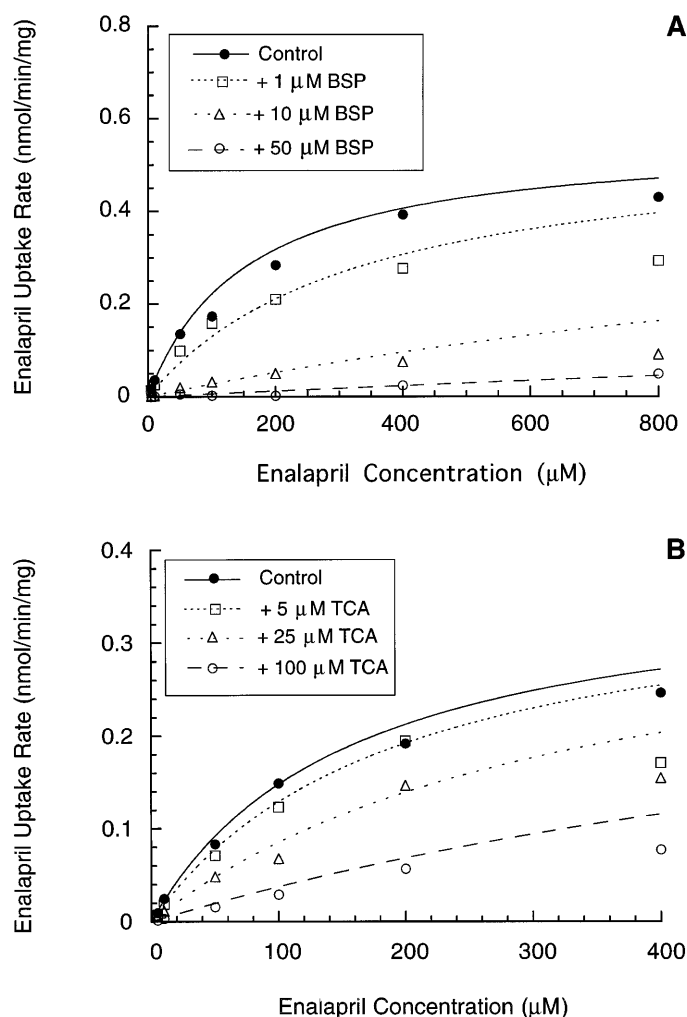 A
Enalapril Uptake Rate (nmol/min/mg)
0.8
0.6
0.4
0.2
0
Control
+ 1 μM BSP
+ 10 μM BSP
+ 50 μM BSP
0 200 400 600 800
Enalapril Concentration (μM)
B
Enalapril Uptake Rate (nmol/min/mg)
0.4
0.3
0.2
0.1
0
Control
+ 5 μM TCA
+ 25 μM TCA
+ 100 μM TCA
0 100 200 300 400
Enalapril Concentration (μM)